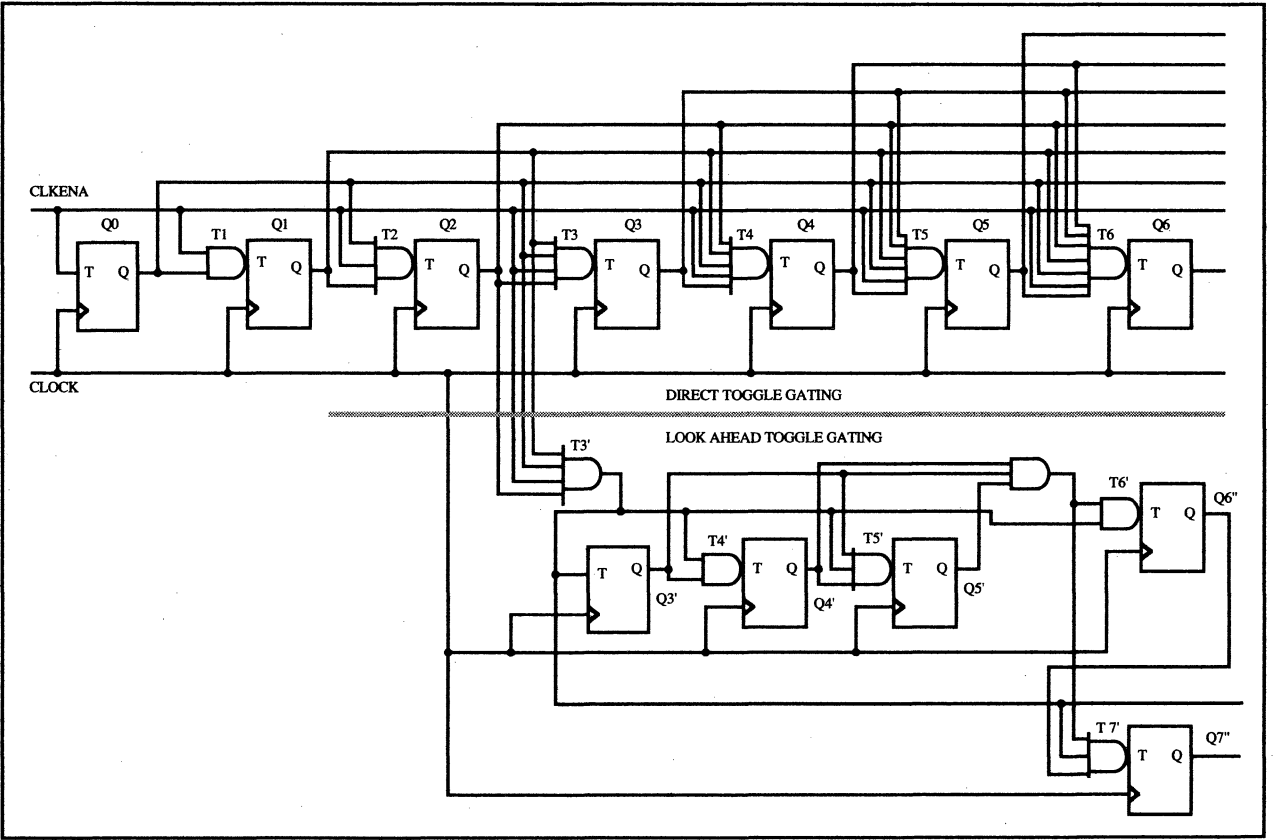 CLKENA
Q0 T1 Q1 T2 Q2 T3 Q3 T4 Q4 T5 Q5 T6 Q6
T Q T Q T Q T Q T Q T Q T Q
CLOCK
DIRECT TOGGLE GATING
LOOK AHEAD TOGGLE GATING
T3'
T6' T Q Q6"
T4' T5'
T Q T Q T Q
Q3' Q4' Q5'
T 7' T Q Q7"